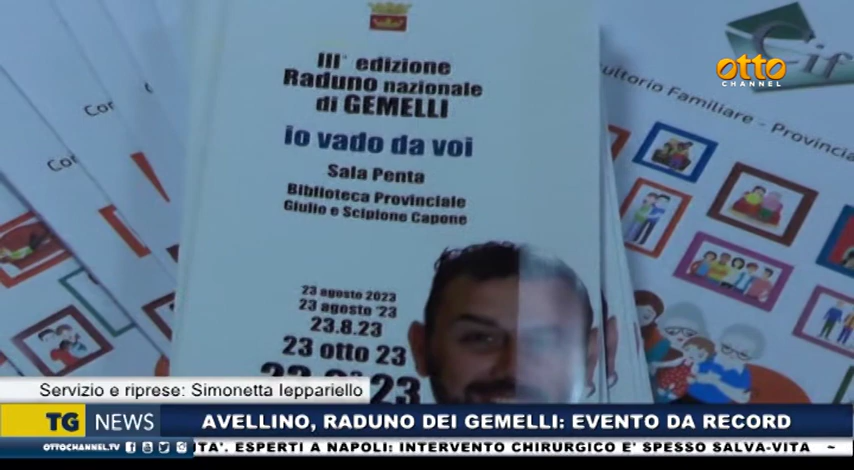 III^ edizione
Raduno nazionale
di GEMELLI
io vado da voi
Sala Penta
Biblioteca Provinciale
Giulio e Scipione Capone
23 agosto 2023
23 agosto '23
23.8.23
23 otto 23
otto
CHANNEL
Cif
ultorio Familiare - Provincia
Con
Con
Servizio e riprese: Simonetta Ieppariello
TG NEWS
AVELLINO, RADUNO DEI GEMELLI: EVENTO DA RECORD
OTTOCHANNEL.TV
ITA'. ESPERTI A NAPOLI: INTERVENTO CHIRURGICO E' SPESSO SALVA-VITA ~